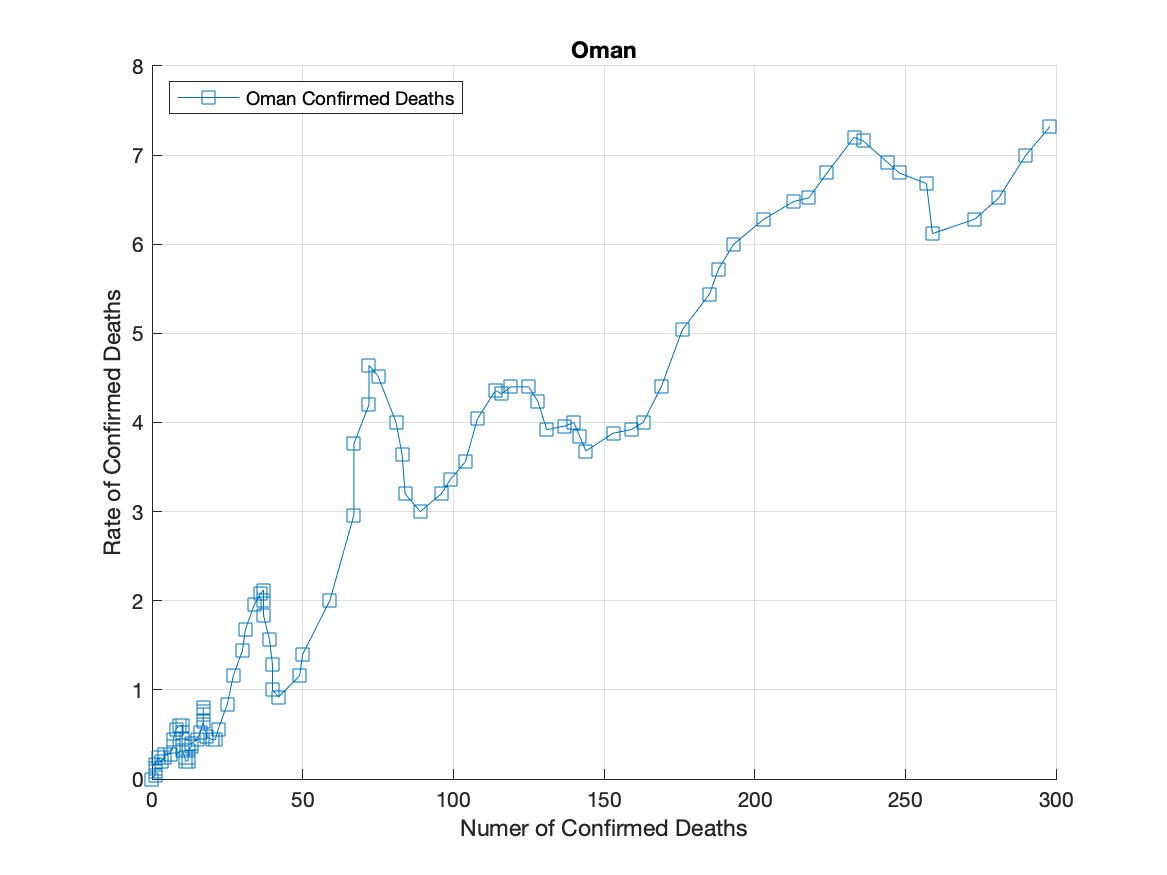 Oman
Oman Confirmed Deaths
8
7
6
5
4
3
2
1
0
Rate of Confirmed Deaths
0 50 100 150 200 250 300
Numer of Confirmed Deaths